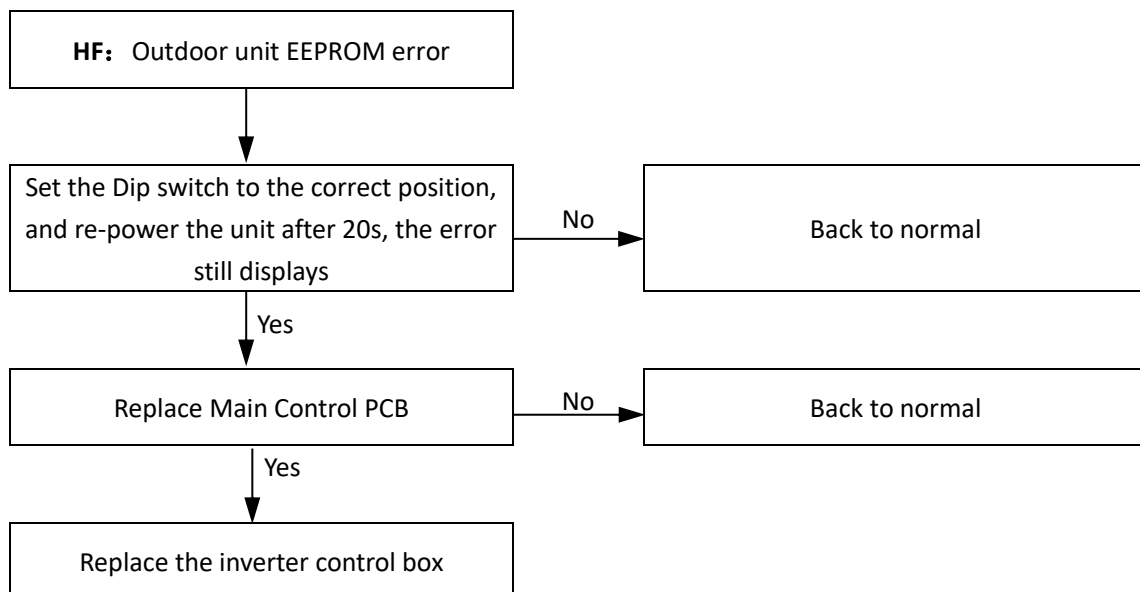 HF： Outdoor unit EEPROM error
Set the Dip switch to the correct position,
and re-power the unit after 20s, the error
still displays
No
Back to normal
Yes
Replace Main Control PCB
No
Back to normal
Yes
Replace the inverter control box